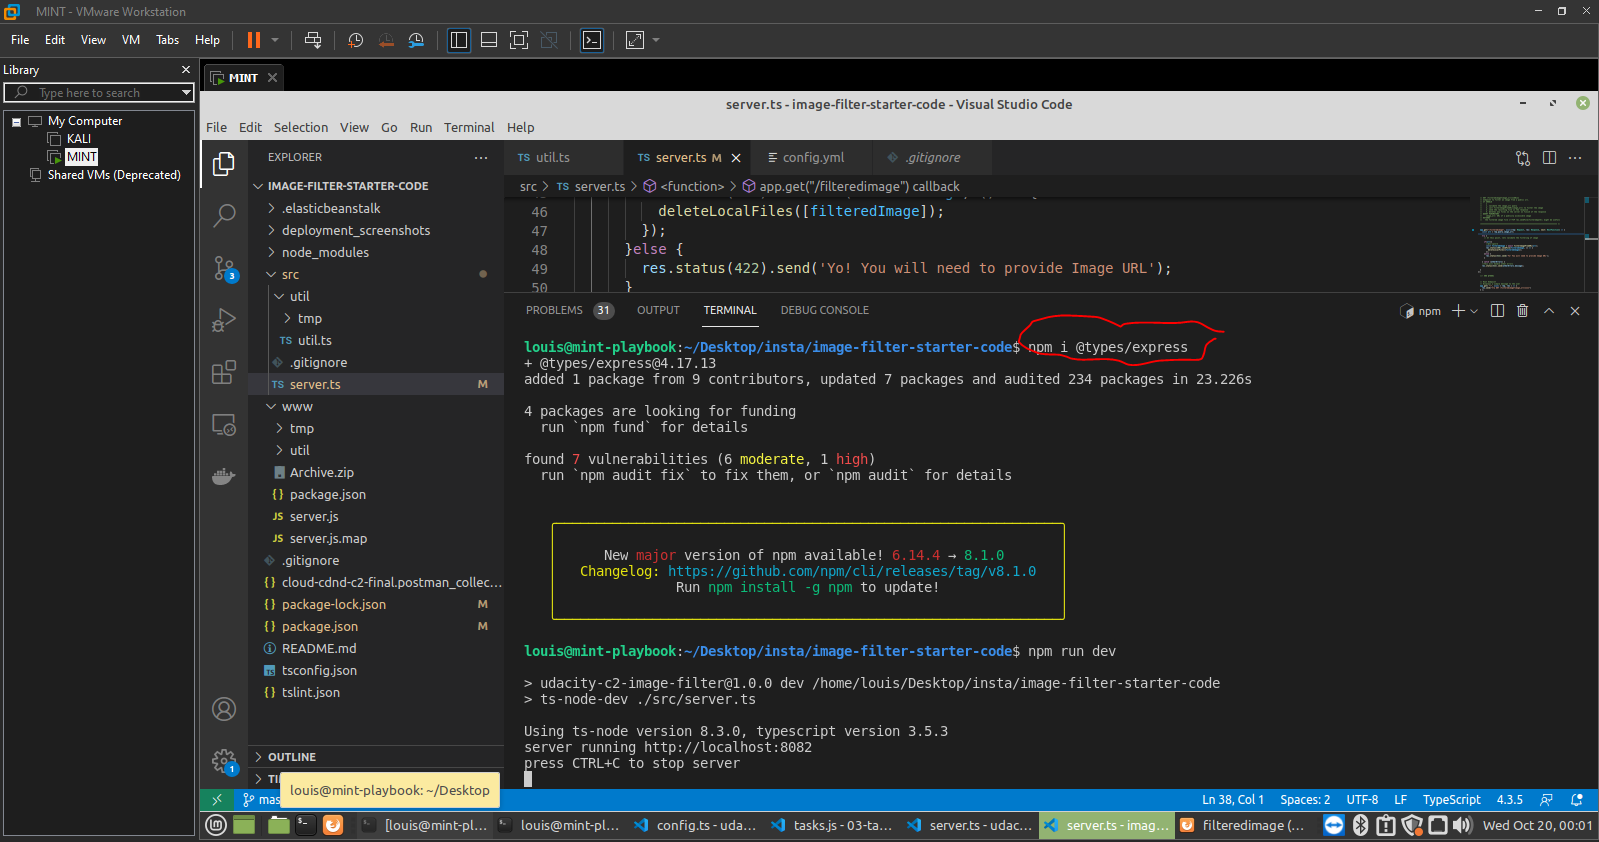 MINT - VMware Workstation
File Edit View VM Tabs Help
Library
Type here to search
My Computer
KALI
MINT
Shared VMs (Deprecated)
MINT
server.ts - image-filter-starter-code - Visual Studio Code
File Edit Selection View Go Run Terminal Help
EXPLORER
IMAGE-FILTER-STARTER-CODE
.elasticbeanstalk
deployment_screenshots
node_modules
src
util
tmp
TS util.ts
.gitignore
TS server.ts M
www
tmp
util
Archive.zip
{} package.json
JS server.js
JS server.js.map
.gitignore
{} cloud-cdnd-c2-final.postman_collec...
{} package-lock.json M
{} package.json M
README.md
tsconfig.json
{} tslint.json
OUTLINE
3
1
TS util.ts
TS server.ts M
config.yml
.gitignore
src > TS server.ts > <function> > app.get("/filteredimage") callback
46 deleteLocalFiles([filteredImage]);
47 });
48 }else {
49 res.status(422).send('Yo! You will need to provide Image URL');
50 }
PROBLEMS 31 OUTPUT TERMINAL DEBUG CONSOLE
npm
louis@mint-playbook:~/Desktop/insta/image-filter-starter-code$ npm i @types/express
+ @types/express@4.17.13
added 1 package from 9 contributors, updated 7 packages and audited 234 packages in 23.226s
4 packages are looking for funding
run `npm fund` for details
found 7 vulnerabilities (6 moderate, 1 high)
run `npm audit fix` to fix them, or `npm audit` for details
New major version of npm available! 6.14.4 → 8.1.0
Changelog: https://github.com/npm/cli/releases/tag/v8.1.0
Run npm install -g npm to update!
louis@mint-playbook:~/Desktop/insta/image-filter-starter-code$ npm run dev
> udacity-c2-image-filter@1.0.0 dev /home/louis/Desktop/insta/image-filter-starter-code
> ts-node-dev ./src/server.ts
Using ts-node version 8.3.0, typescript version 3.5.3
server running http://localhost:8082
press CTRL+C to stop server
louis@mint-playbook: ~/Desktop
Ln 38, Col 1 Spaces: 2 UTF-8 LF TypeScript 4.3.5
[louis@mint-pl...
louis@mint-pl...
config.ts - uda...
tasks.js - 03-ta...
server.ts - udac...
server.ts - imag...
filteredimage (...
Wed Oct 20, 00:01